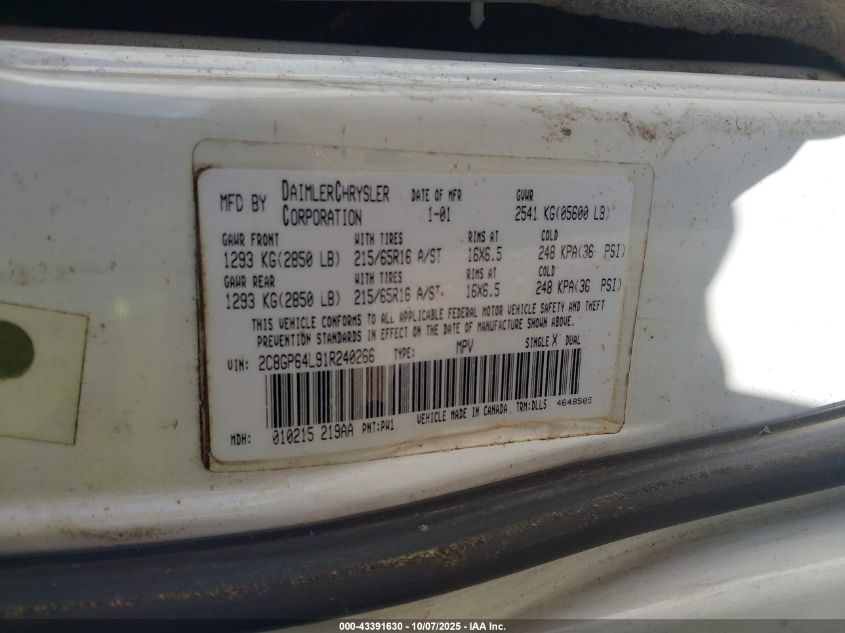 MFD BY DAIMLERCHRYSLER CORPORATION DATE OF MFR 1-01 GVWR 2541 KG(05600 LB)
GAWR FRONT WITH TIRES RIMS AT COLD
1293 KG(2850 LB) 215/65R16 A/ST 16X6.5 248 KPA(36 PSI)
GAWR REAR WITH TIRES RIMS AT COLD
1293 KG(2850 LB) 215/65R16 A/ST 16X6.5 248 KPA(36 PSI)
THIS VEHICLE CONFORMS TO ALL APPLICABLE FEDERAL MOTOR VEHICLE SAFETY AND THEFT
PREVENTION STANDARDS IN EFFECT ON THE DATE OF MANUFACTURE SHOWN ABOVE.
VIN: 2C8GP64L91R240266 TYPE: MPV SINGLE X DUAL
MDH: 010215 219AA PNT:PW1 VEHICLE MADE IN CANADA TRM:DLL5 4648505
000-43391630 - 10/07/2025 - IAA Inc.